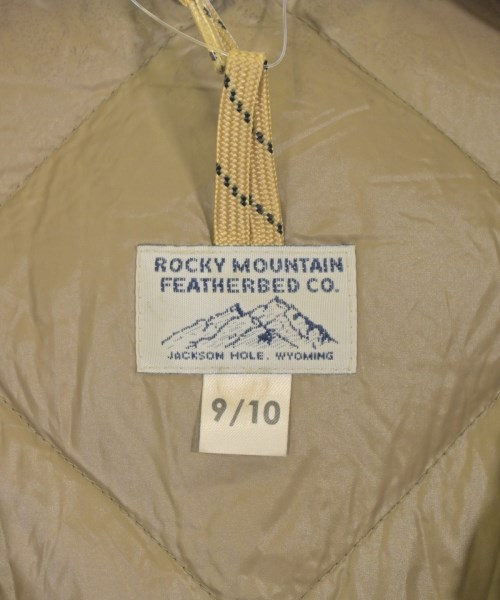 ROCKY MOUNTAIN
FEATHERBED CO.
JACKSON HOLE, WYOMING
9/10